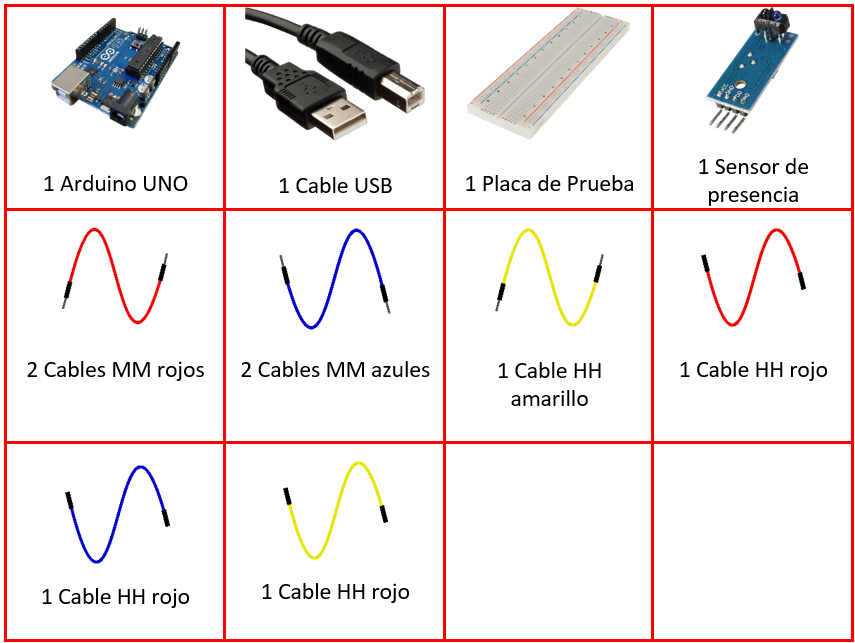 1 Arduino UNO
1 Cable USB
1 Placa de Prueba
1 Sensor de
presencia
2 Cables MM rojos
2 Cables MM azules
1 Cable HH
amarillo
1 Cable HH rojo
1 Cable HH rojo
1 Cable HH rojo